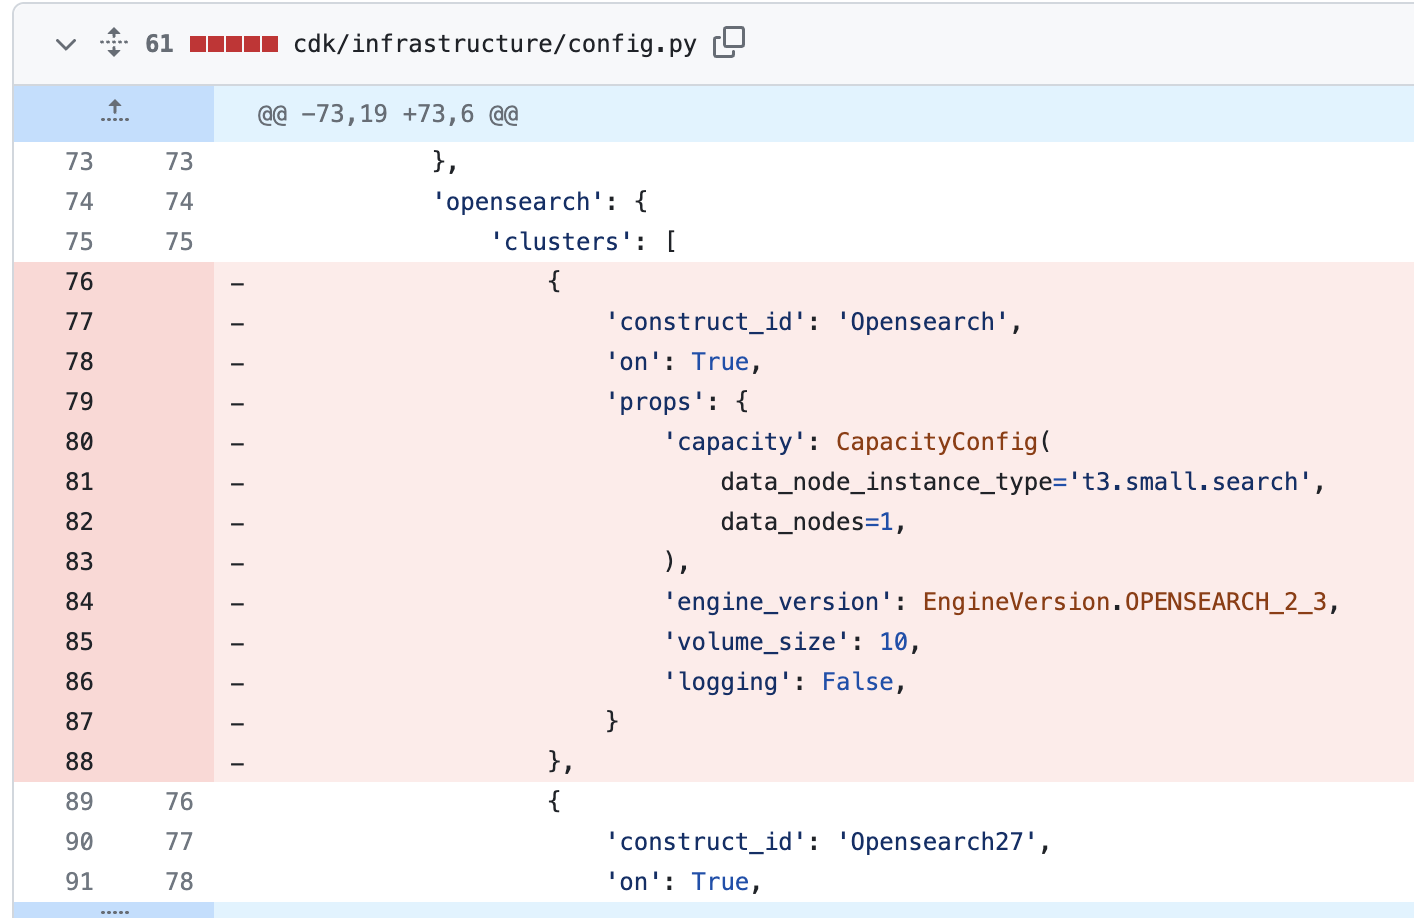 61 cdk/infrastructure/config.py
@@ -73,19 +73,6 @@
73 73 },
74 74 'opensearch': {
75 75 'clusters': [
76 - {
77 - 'construct_id': 'Opensearch',
78 - 'on': True,
79 - 'props': {
80 - 'capacity': CapacityConfig(
81 - data_node_instance_type='t3.small.search',
82 - data_nodes=1,
83 - ),
84 - 'engine_version': EngineVersion.OPENSEARCH_2_3,
85 - 'volume_size': 10,
86 - 'logging': False,
87 - }
88 - },
89 76 {
90 77 'construct_id': 'Opensearch27',
91 78 'on': True,